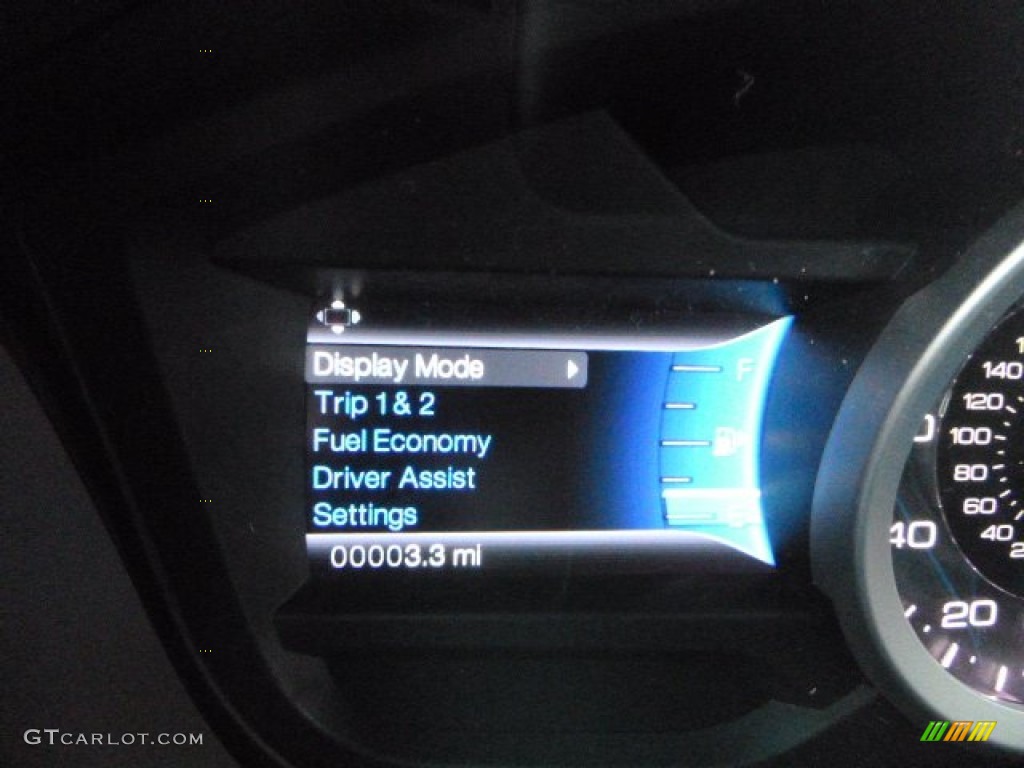 Display Mode
Trip 1 & 2
Fuel Economy
Driver Assist
Settings
00003.3 mi
F
140
120
100
80
60
40
40
20
GTCARLOT.COM